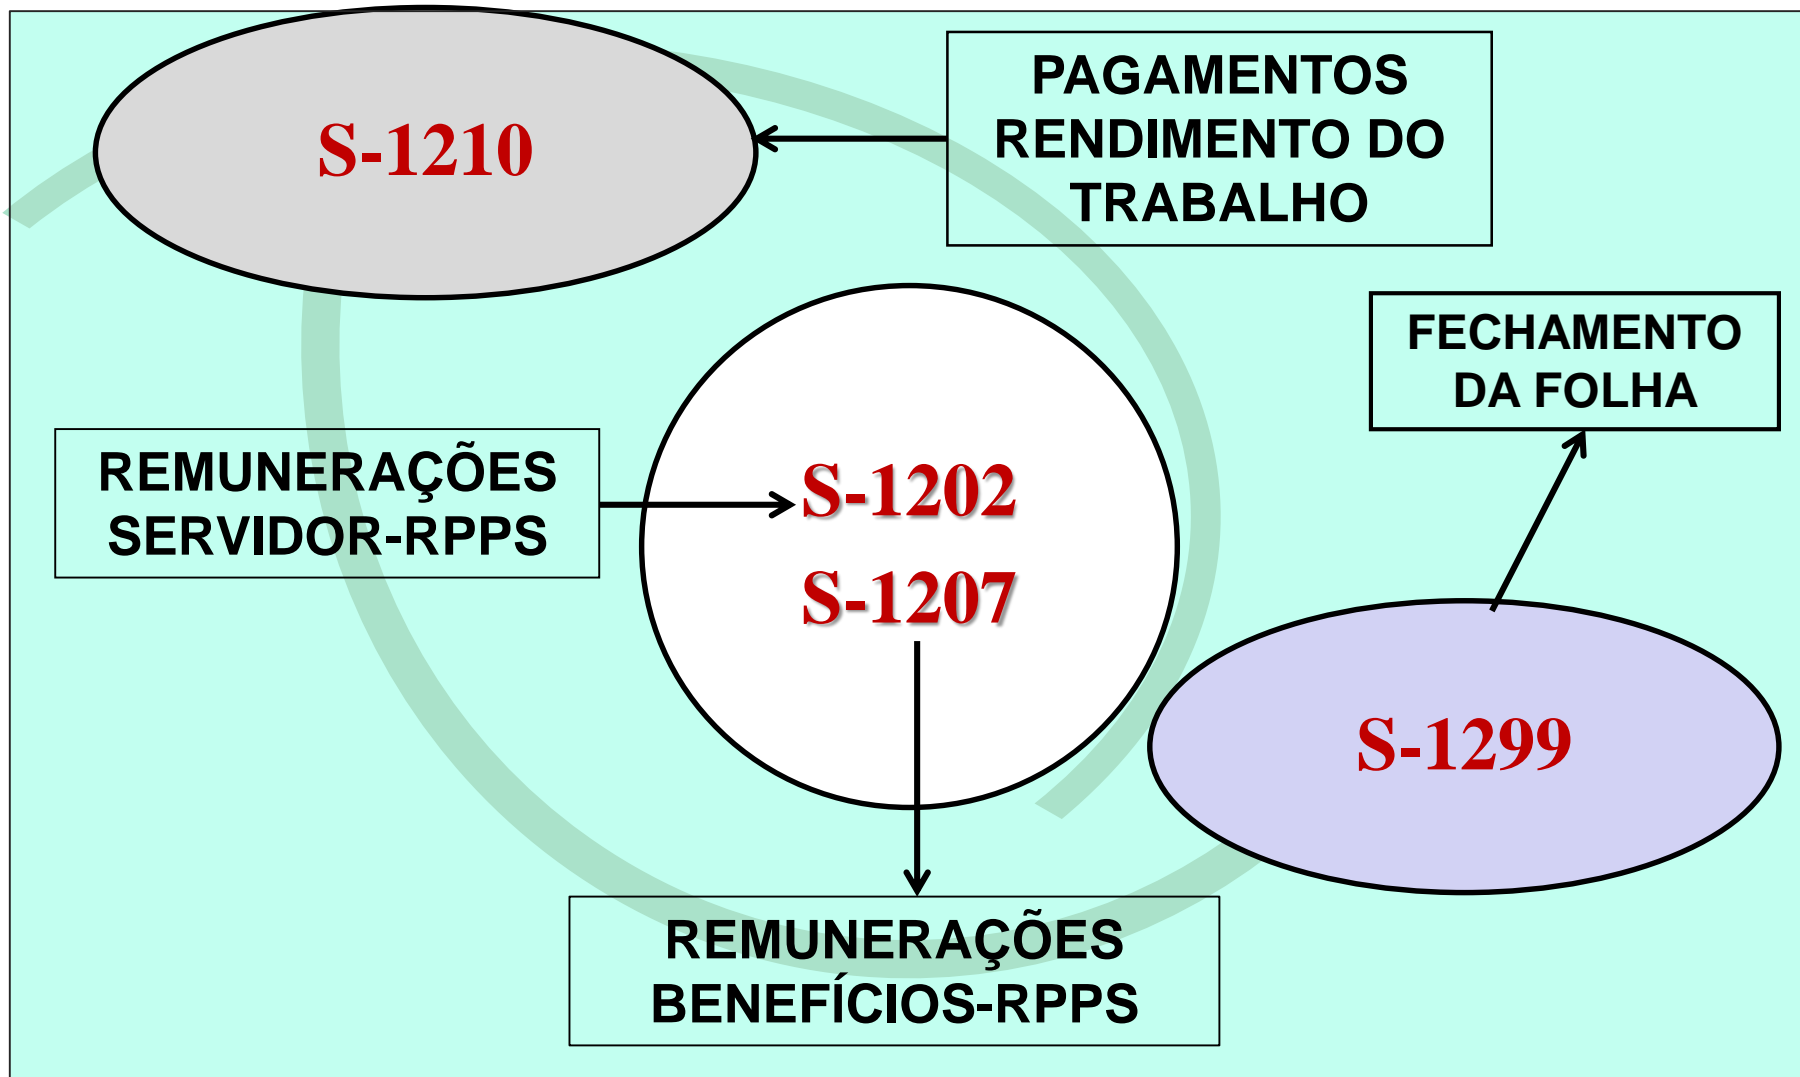 S-1210
PAGAMENTOS
RENDIMENTO DO
TRABALHO
FECHAMENTO
DA FOLHA
REMUNERAÇÕES
SERVIDOR-RPPS
S-1202
S-1207
S-1299
REMUNERAÇÕES
BENEFÍCIOS-RPPS